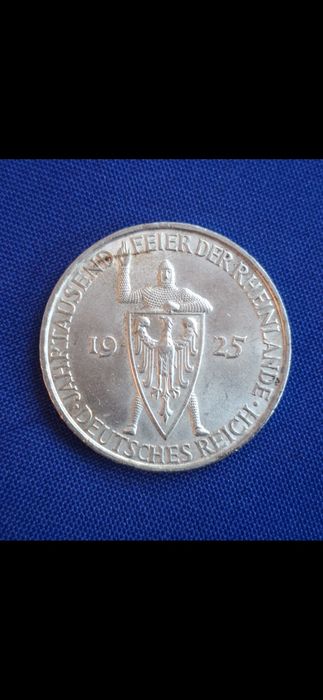 JAHRTAUSENDFEIER DER RHEINLANDE
19 25
· DEUTSCHES REICH ·